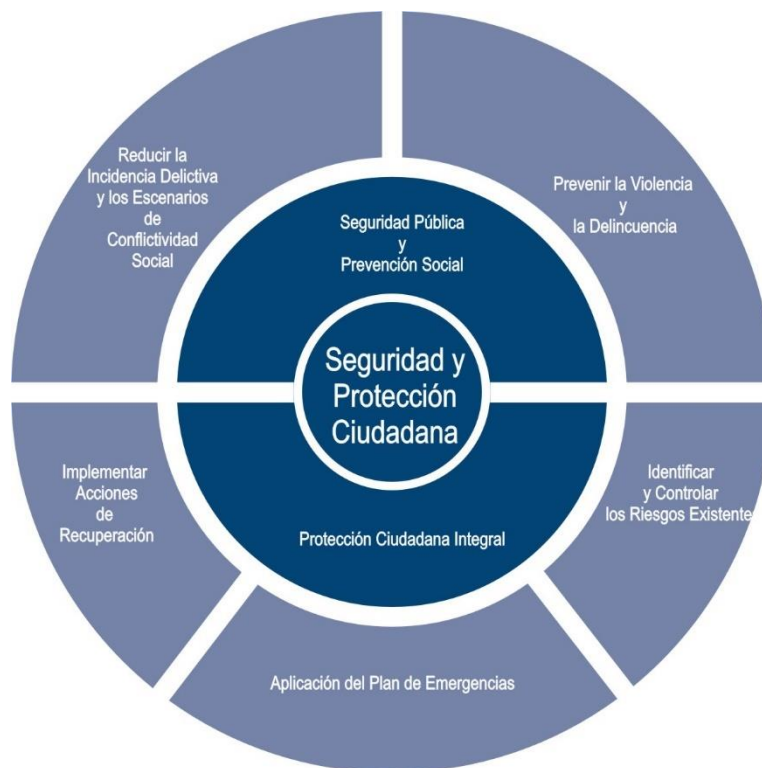 Reducir la
Incidencia Delictiva
y los Escenarios
de
Conflictividad
Social
Prevenir la Violencia
y
la Delincuencia
Seguridad Pública
y
Prevención Social
Seguridad y
Protección
Ciudadana
Implementar
Acciones
de
Recuperación
Protección Ciudadana Integral
Identificar
y Controlar
los Riesgos Existente
Aplicación del Plan de Emergencias